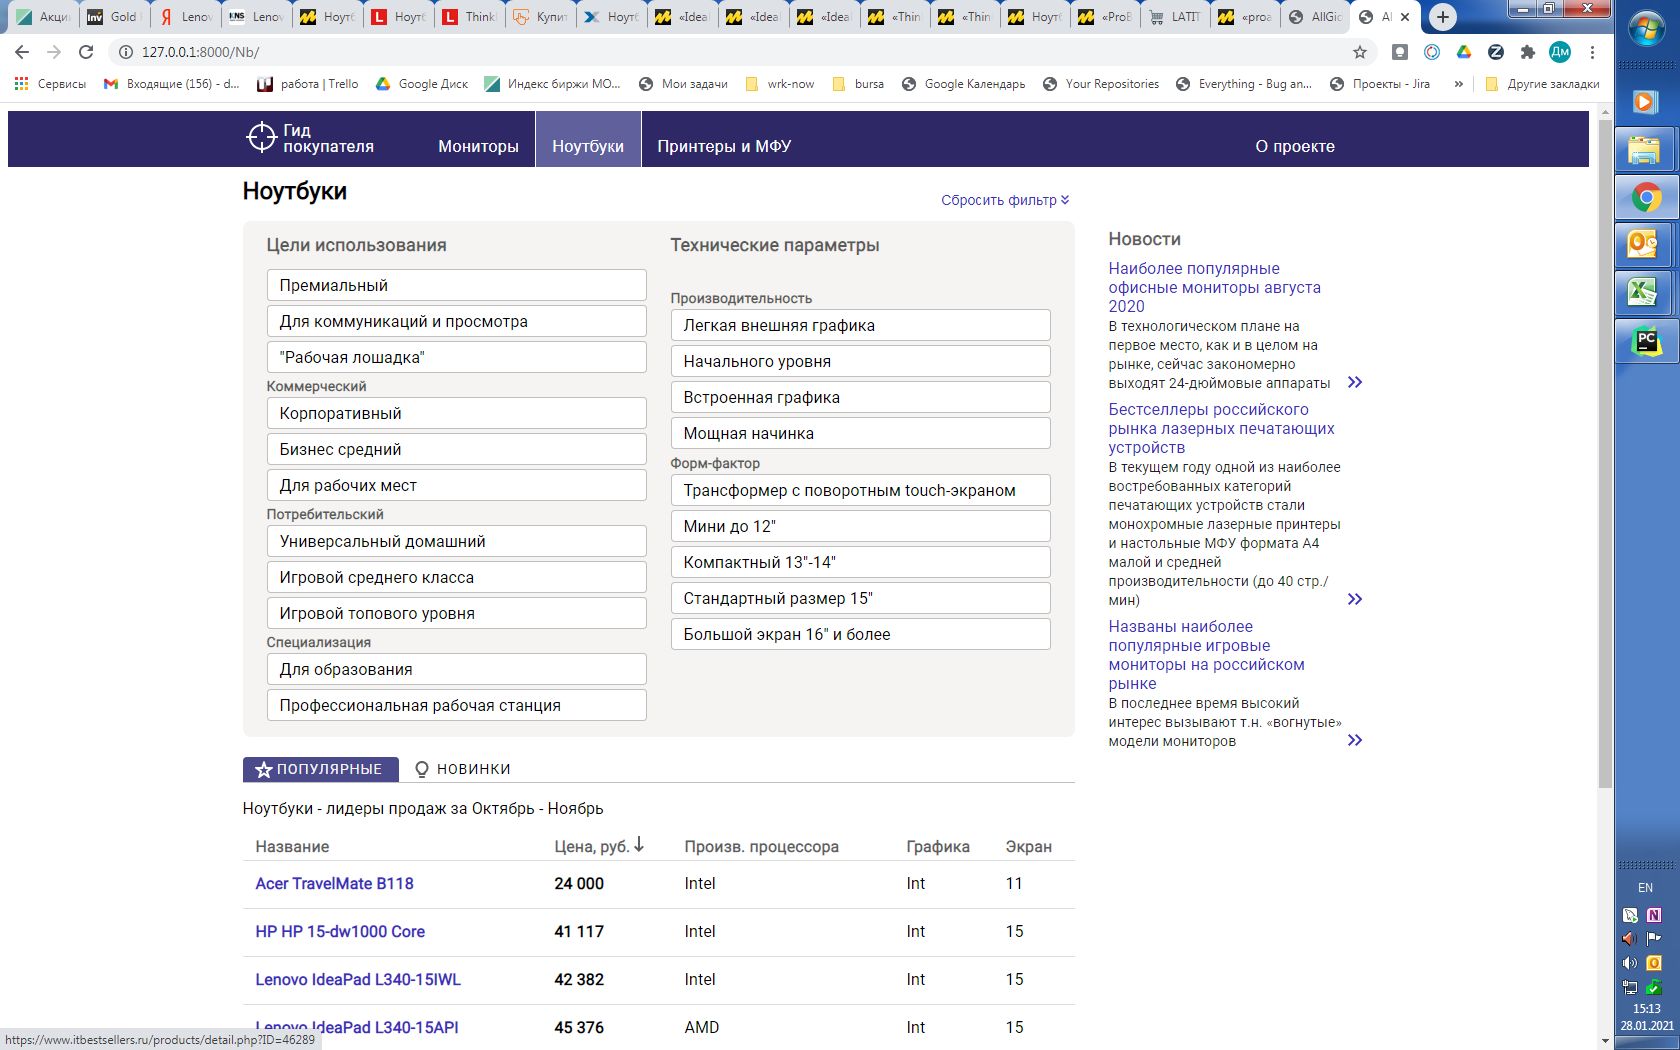 Акции
Gold
Lenov
Lenov
Ноутб
Ноутб
Think
Купит
Ноутб
«Ideal
«Ideal
«Ideal
«Thin
«Thin
Ноутб
«ProB
LATIT
«proa
AllGid
Al
127.0.0.1:8000/Nb/
Дм
Сервисы
Входящие (156) - d...
работа | Trello
Google Диск
Индекс биржи МО...
Мои задачи
wrk-now
bursa
Google Календарь
Your Repositories
Everything - Bug an...
Проекты - Jira
»
Другие закладки
Гид
покупателя
Мониторы
Ноутбуки
Принтеры и МФУ
О проекте
Ноутбуки
Сбросить фильтр
Цели использования
Премиальный
Для коммуникаций и просмотра
"Рабочая лошадка"
Коммерческий
Корпоративный
Бизнес средний
Для рабочих мест
Потребительский
Универсальный домашний
Игровой среднего класса
Игровой топового уровня
Специализация
Для образования
Профессиональная рабочая станция
Технические параметры
Производительность
Легкая внешняя графика
Начального уровня
Встроенная графика
Мощная начинка
Форм-фактор
Трансформер с поворотным touch-экраном
Мини до 12"
Компактный 13"-14"
Стандартный размер 15"
Большой экран 16" и более
Новости
Наиболее популярные
офисные мониторы августа
2020
В технологическом плане на
первое место, как и в целом на
рынке, сейчас закономерно
выходят 24-дюймовые аппараты
Бестселлеры российского
рынка лазерных печатающих
устройств
В текущем году одной из наиболее
востребованных категорий
печатающих устройств стали
монохромные лазерные принтеры
и настольные МФУ формата А4
малой и средней
производительности (до 40 стр./
мин)
Названы наиболее
популярные игровые
мониторы на российском
рынке
В последнее время высокий
интерес вызывают т.н. «вогнутые»
модели мониторов
ПОПУЛЯРНЫЕ
НОВИНКИ
Ноутбуки - лидеры продаж за Октябрь - Ноябрь
Название Цена, руб. Произв. процессора Графика Экран
Acer TravelMate B118 24 000 Intel Int 11
HP HP 15-dw1000 Core 41 117 Intel Int 15
Lenovo IdeaPad L340-15IWL 42 382 Intel Int 15
Lenovo IdeaPad L340-15API 45 376 AMD Int 15
https://www.itbestsellers.ru/products/detail.php?ID=46289
EN
15:13
28.01.2021